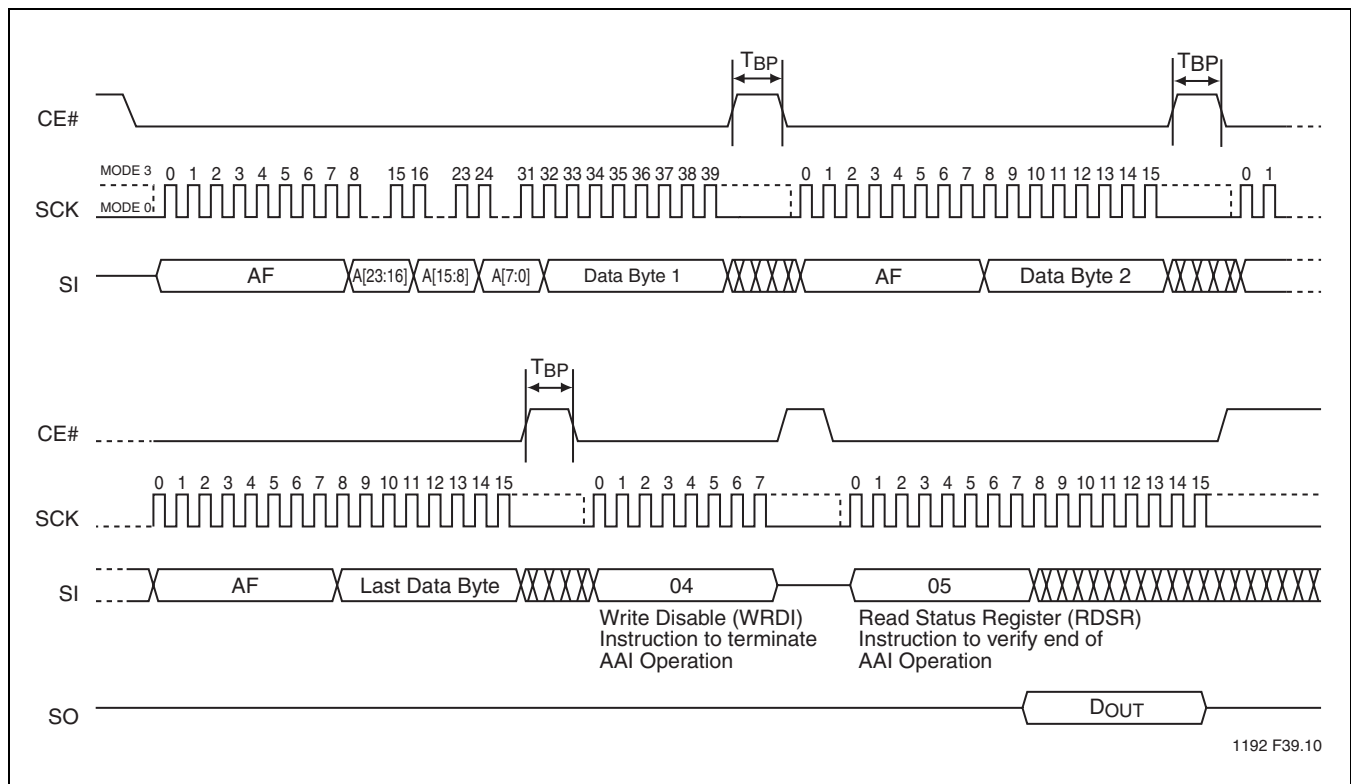 TBP TBP
CE#
MODE 3 0 1 2 3 4 5 6 7 8 15 16 23 24 31 32 33 34 35 36 37 38 39 0 1 2 3 4 5 6 7 8 9 10 11 12 13 14 15 0 1
SCK MODE 0
SI AF A[23:16] A[15:8] A[7:0] Data Byte 1 AF Data Byte 2
TBP
CE#
0 1 2 3 4 5 6 7 8 9 10 11 12 13 14 15 0 1 2 3 4 5 6 7 0 1 2 3 4 5 6 7 8 9 10 11 12 13 14 15
SCK
SI AF Last Data Byte 04 05
Write Disable (WRDI) Read Status Register (RDSR)
Instruction to terminate Instruction to verify end of
AAI Operation AAI Operation
SO DOUT
1192 F39.10